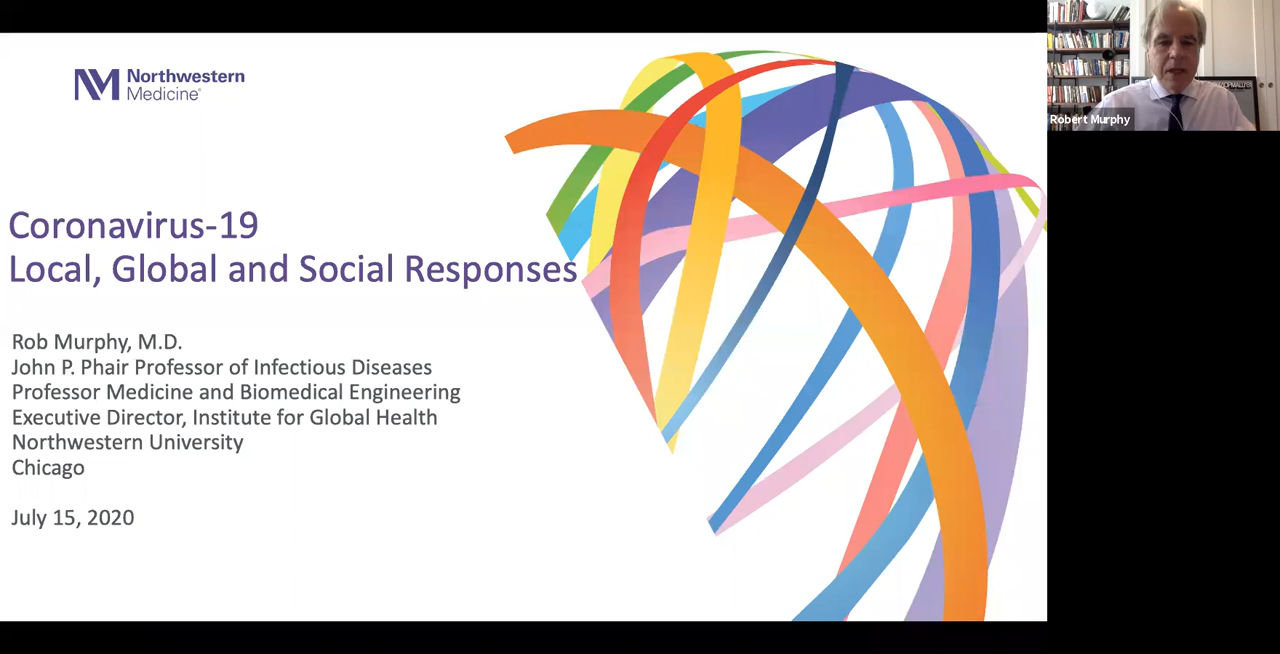 Northwestern
Medicine®
Coronavirus-19
Local, Global and Social Responses
Rob Murphy, M.D.
John P. Phair Professor of Infectious Diseases
Professor Medicine and Biomedical Engineering
Executive Director, Institute for Global Health
Northwestern University
Chicago
July 15, 2020
Robert Murphy